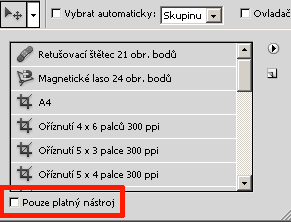 Vybrat automaticky: Skupinu Ovladač
Retušovací štětec 21 obr. bodů
Magnetické laso 24 obr. bodů
A4
Oříznutí 4 x 6 palců 300 ppi
Oříznutí 5 x 3 palce 300 ppi
Oříznutí 5 x 4 palce 300 ppi
Pouze platný nástroj